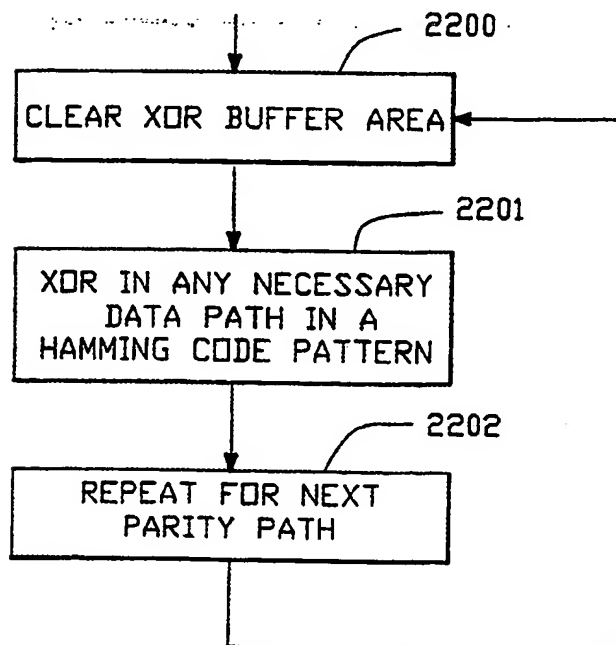 2200
CLEAR XOR BUFFER AREA
2201
XOR IN ANY NECESSARY
DATA PATH IN A
HAMMING CODE PATTERN
2202
REPEAT FOR NEXT
PARITY PATH